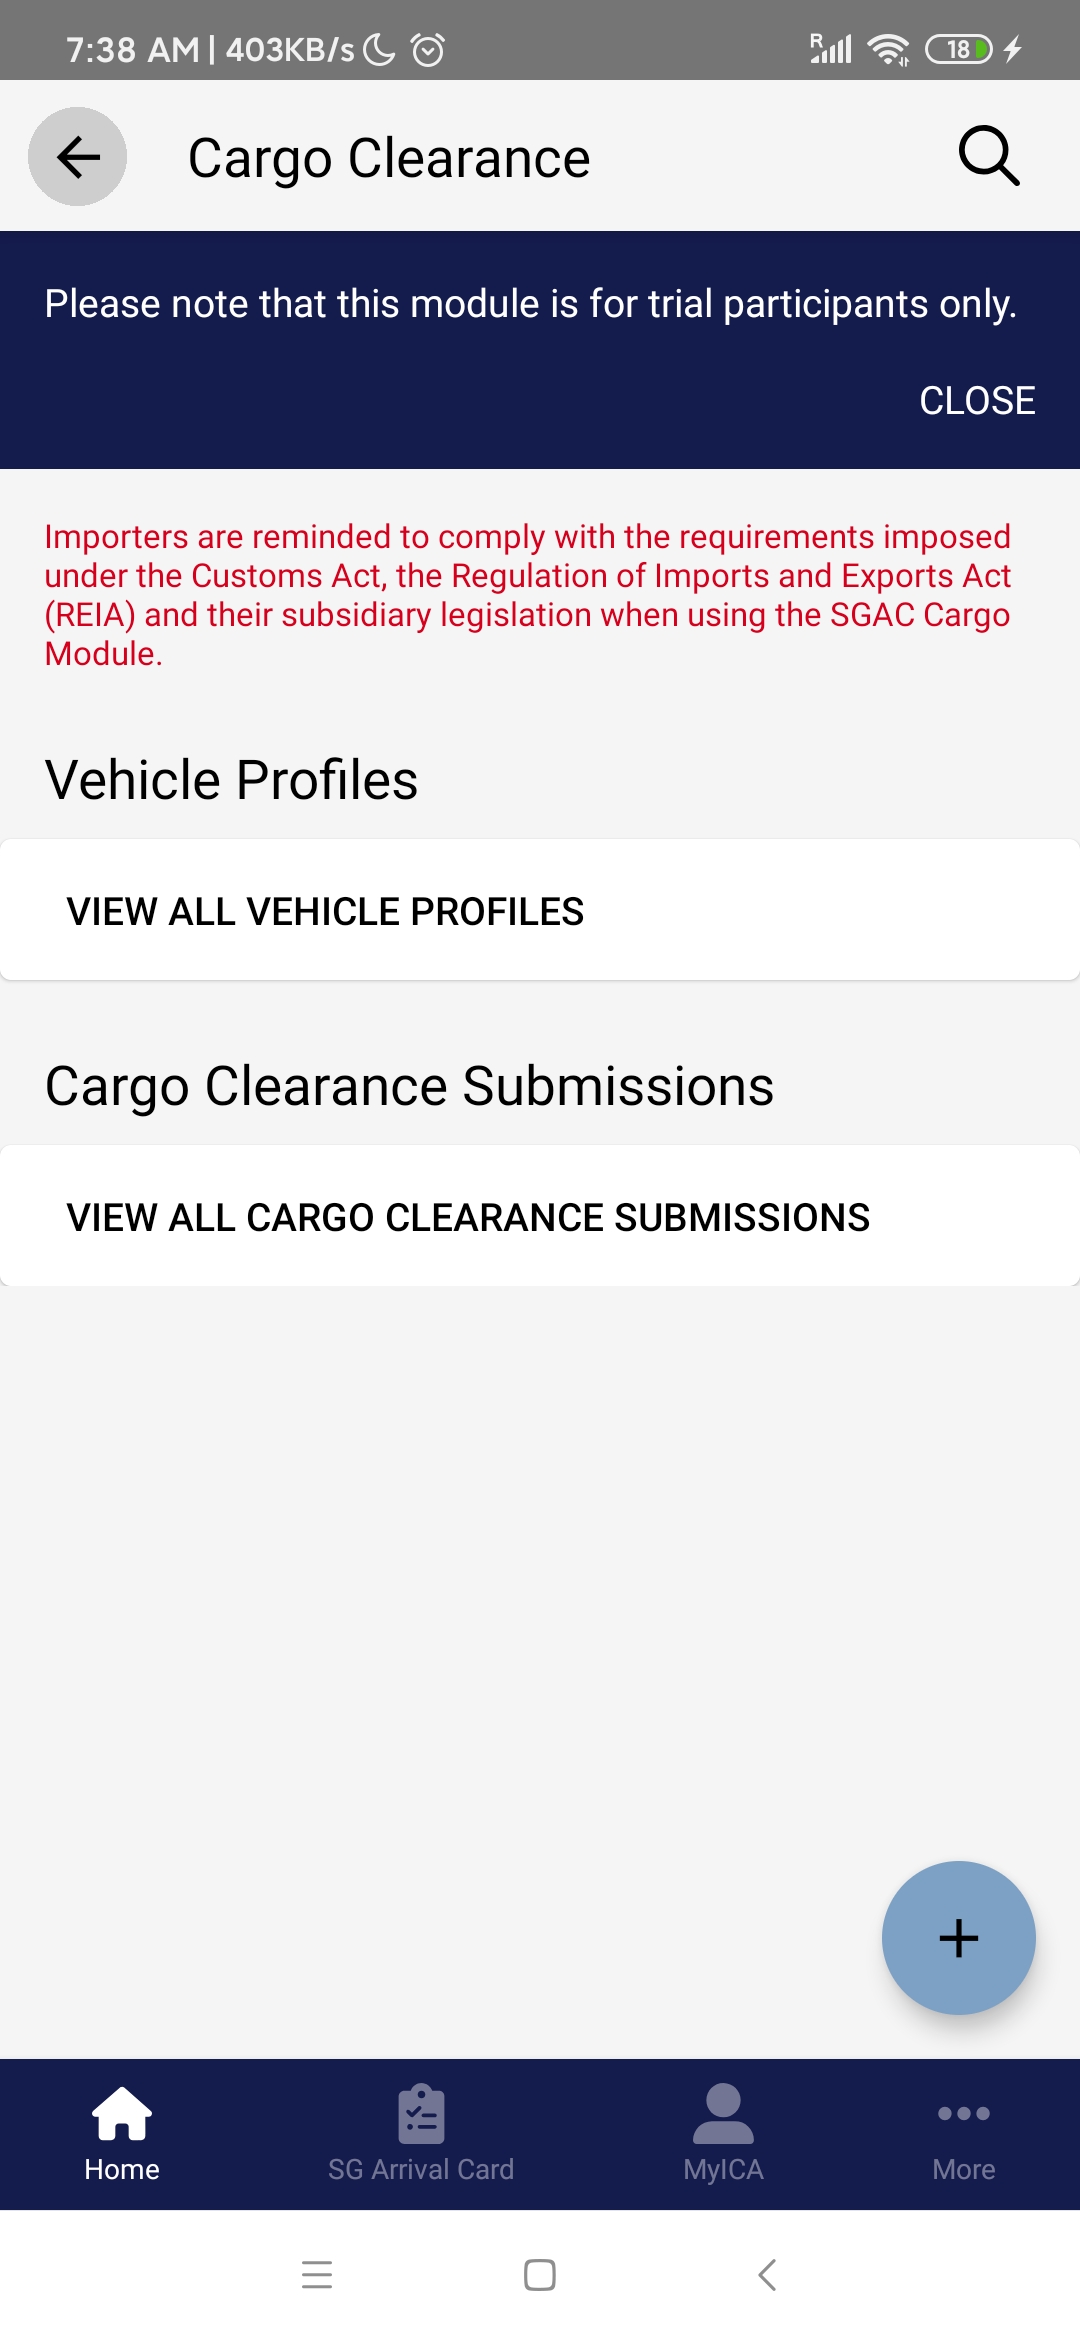 7:38 AM | 403KB/s
R
18
Cargo Clearance
Please note that this module is for trial participants only.
CLOSE
Importers are reminded to comply with the requirements imposed
under the Customs Act, the Regulation of Imports and Exports Act
(REIA) and their subsidiary legislation when using the SGAC Cargo
Module.
Vehicle Profiles
VIEW ALL VEHICLE PROFILES
Cargo Clearance Submissions
VIEW ALL CARGO CLEARANCE SUBMISSIONS
Home
SG Arrival Card
MyICA
More